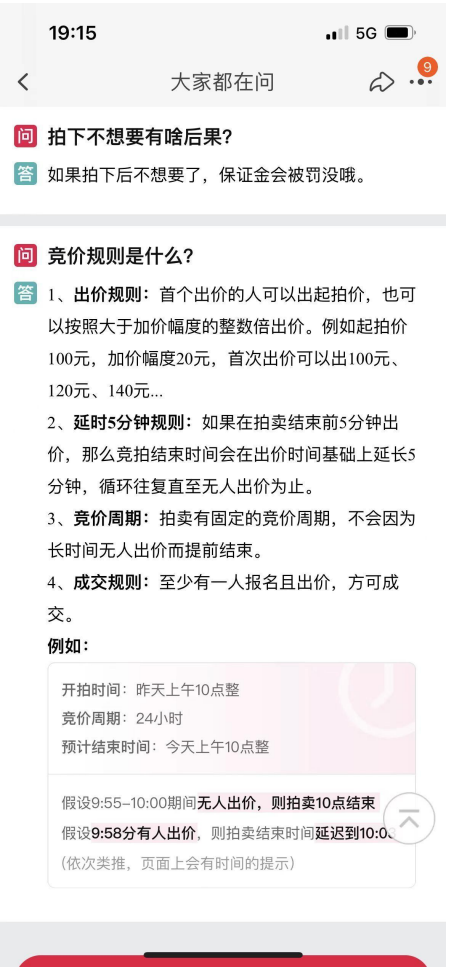 19:15
5G
大家都在问
9
问 拍下不想要有啥后果?
答 如果拍下后不想要了，保证金会被罚没哦。
问 竞价规则是什么?
答 1、出价规则：首个出价的人可以出起拍价，也可
以按照大于加价幅度的整数倍出价。例如起拍价
100元，加价幅度20元，首次出价可以出100元、
120元、140元...
2、延时5分钟规则：如果在拍卖结束前5分钟出
价，那么竞拍结束时间会在出价时间基础上延长5
分钟，循环往复直至无人出价为止。
3、竞价周期：拍卖有固定的竞价周期，不会因为
长时间无人出价而提前结束。
4、成交规则：至少有一人报名且出价，方可成
交。
例如：
开拍时间：昨天上午10点整
竞价周期：24小时
预计结束时间：今天上午10点整
假设9:55–10:00期间无人出价，则拍卖10点结束
假设9:58分有人出价，则拍卖结束时间延迟到10:03
(依次类推，页面上会有时间的提示)